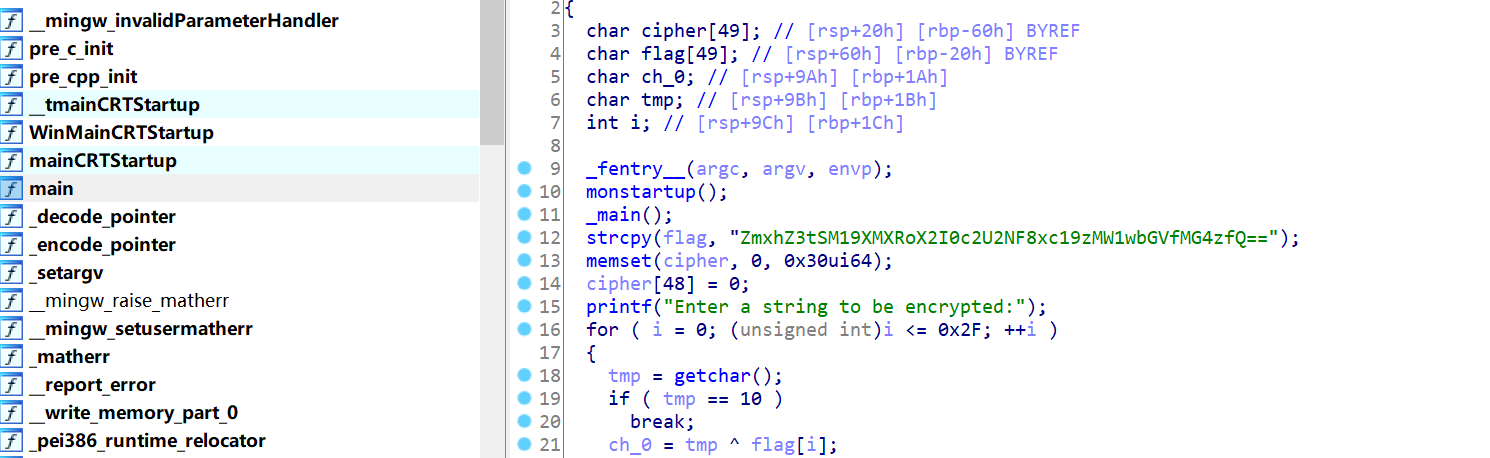 f __mingw_invalidParameterHandler
f pre_c_init
f pre_cpp_init
f __tmainCRTStartup
f WinMainCRTStartup
f mainCRTStartup
f main
f _decode_pointer
f _encode_pointer
f _setargv
f __mingw_raise_matherr
f __mingw_setusermatherr
f _matherr
f __report_error
f __write_memory_part_0
f _pei386_runtime_relocator
2 {
3 char cipher[49]; // [rsp+20h] [rbp-60h] BYREF
4 char flag[49]; // [rsp+60h] [rbp-20h] BYREF
5 char ch_0; // [rsp+9Ah] [rbp+1Ah]
6 char tmp; // [rsp+9Bh] [rbp+1Bh]
7 int i; // [rsp+9Ch] [rbp+1Ch]
8
9 _fentry__(argc, argv, envp);
10 monstartup();
11 _main();
12 strcpy(flag, "ZmxhZ3tSM19XMXRoX2I0c2U2NF8xc19zMW1wbGVfMG4zfQ==");
13 memset(cipher, 0, 0x30ui64);
14 cipher[48] = 0;
15 printf("Enter a string to be encrypted:");
16 for ( i = 0; (unsigned int)i <= 0x2F; ++i )
17 {
18 tmp = getchar();
19 if ( tmp == 10 )
20 break;
21 ch_0 = tmp ^ flag[i];